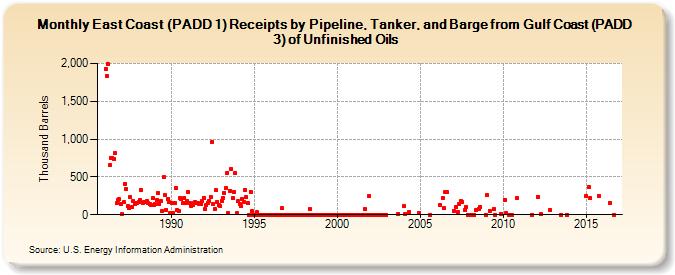 Monthly East Coast (PADD 1) Receipts by Pipeline, Tanker, and Barge from Gulf Coast (PADD
3) of Unfinished Oils
Thousand Barrels
2,000
1,500
1,000
500
0
1990 1995 2000 2005 2010 2015
Source: U.S. Energy Information Administration